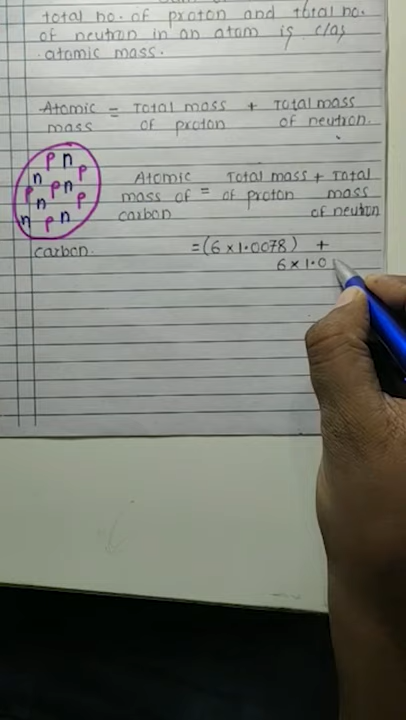 total no. of proton and total no.
of neutron in an atom is c/as
atomic mass.
Atomic = Total mass + Total mass
mass of proton of neutron.
p n
n p
p p n
n p
n p n
Atomic Total mass + Total
mass of = of proton mass
carbon of neutron
carbon. = (6 x 1.0078) +
6 x 1.0